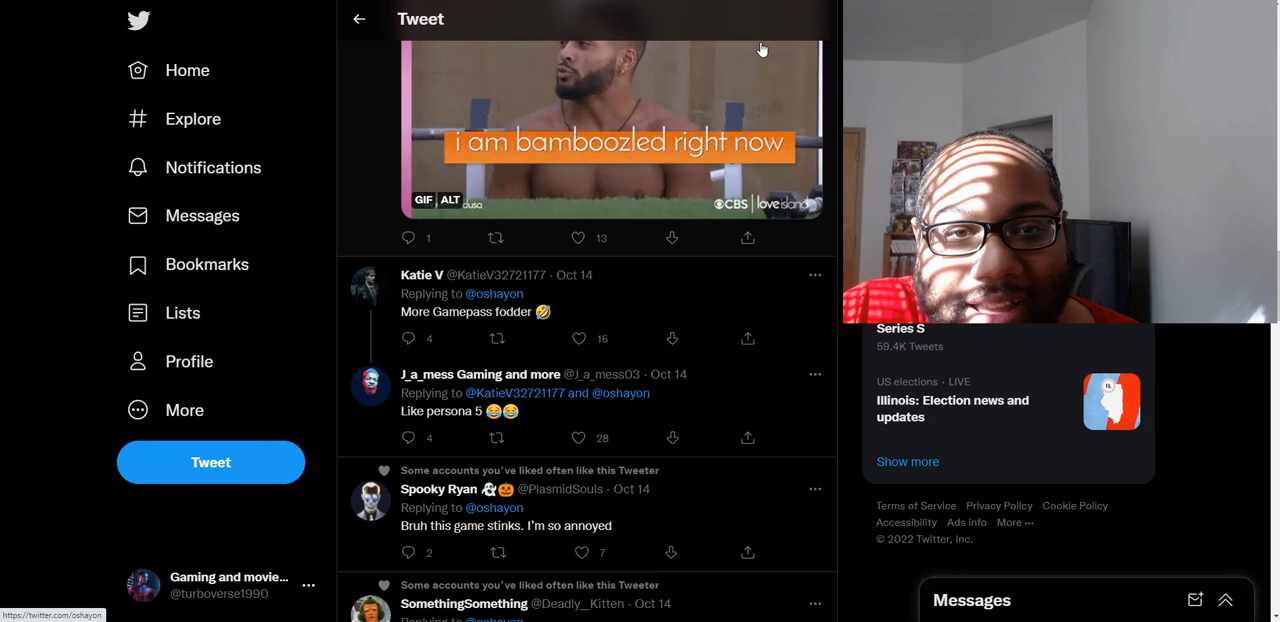 Home
Explore
Notifications
Messages
Bookmarks
Lists
Profile
More
Tweet
Gaming and movie...
@turboverse1990
https://twitter.com/oshayon
Tweet
i am bamboozled right now
GIF ALT
CBS loveisland
1 13
Katie V @KatieV32721177 · Oct 14
Replying to @oshayon
More Gamepass fodder 🤣
4 15
J_a_mess Gaming and more @J_a_mess03 · Oct 14
Replying to @KatieV32721177 and @oshayon
Like persona 5 😂😂
4 28
Some accounts you've liked often like this Tweeter
Spooky Ryan 👻🎃 @PlasmidSouls · Oct 14
Replying to @oshayon
Bruh this game stinks. I'm so annoyed
2 7
Some accounts you've liked often like this Tweeter
SomethingSomething @Deadly__Kitten · Oct 14
Replying to @oshayon
Series S
59.4K Tweets
US elections · LIVE
Illinois: Election news and
updates
IL
Show more
Terms of Service Privacy Policy Cookie Policy
Accessibility Ads info More ···
© 2022 Twitter, Inc.
Messages